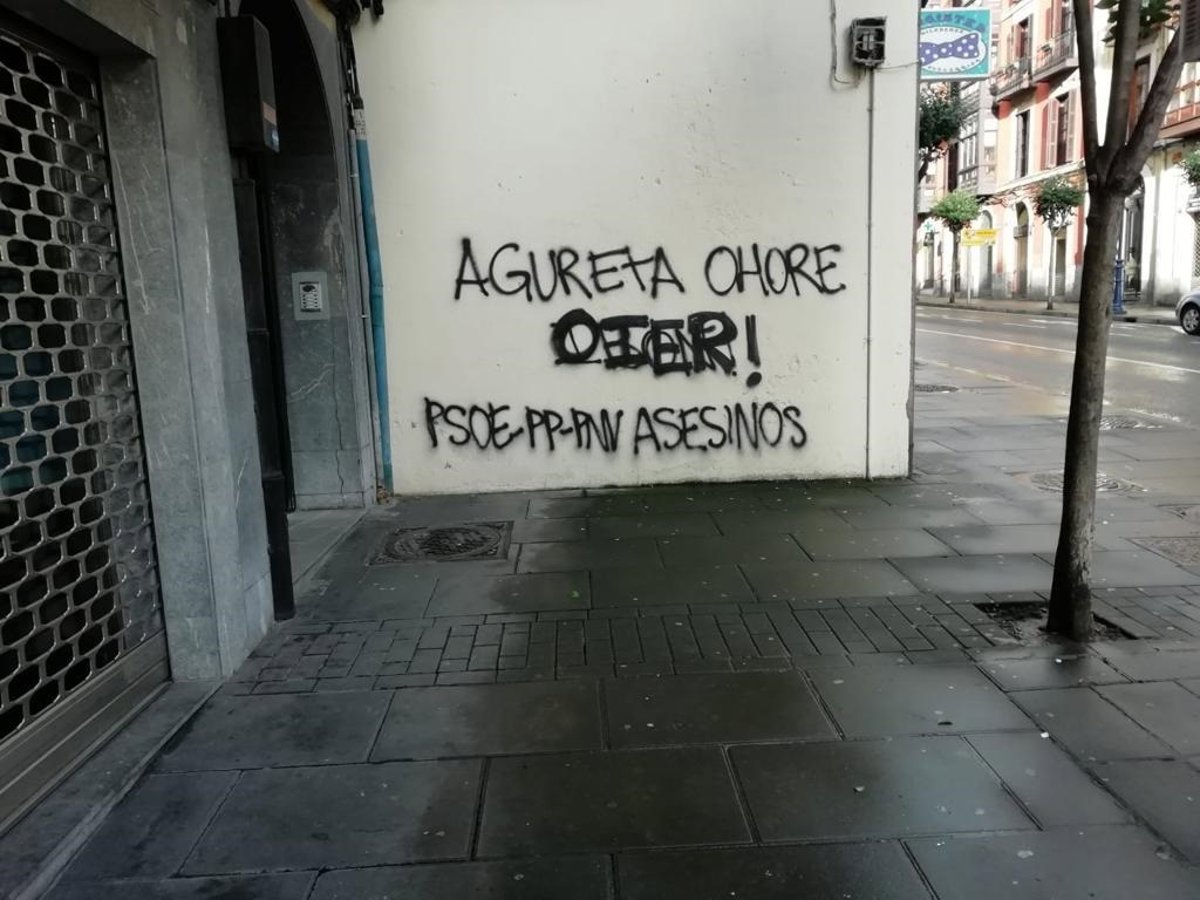 AGURETA OHORE
OIER!
PSOE-PP-PNV ASESINOS